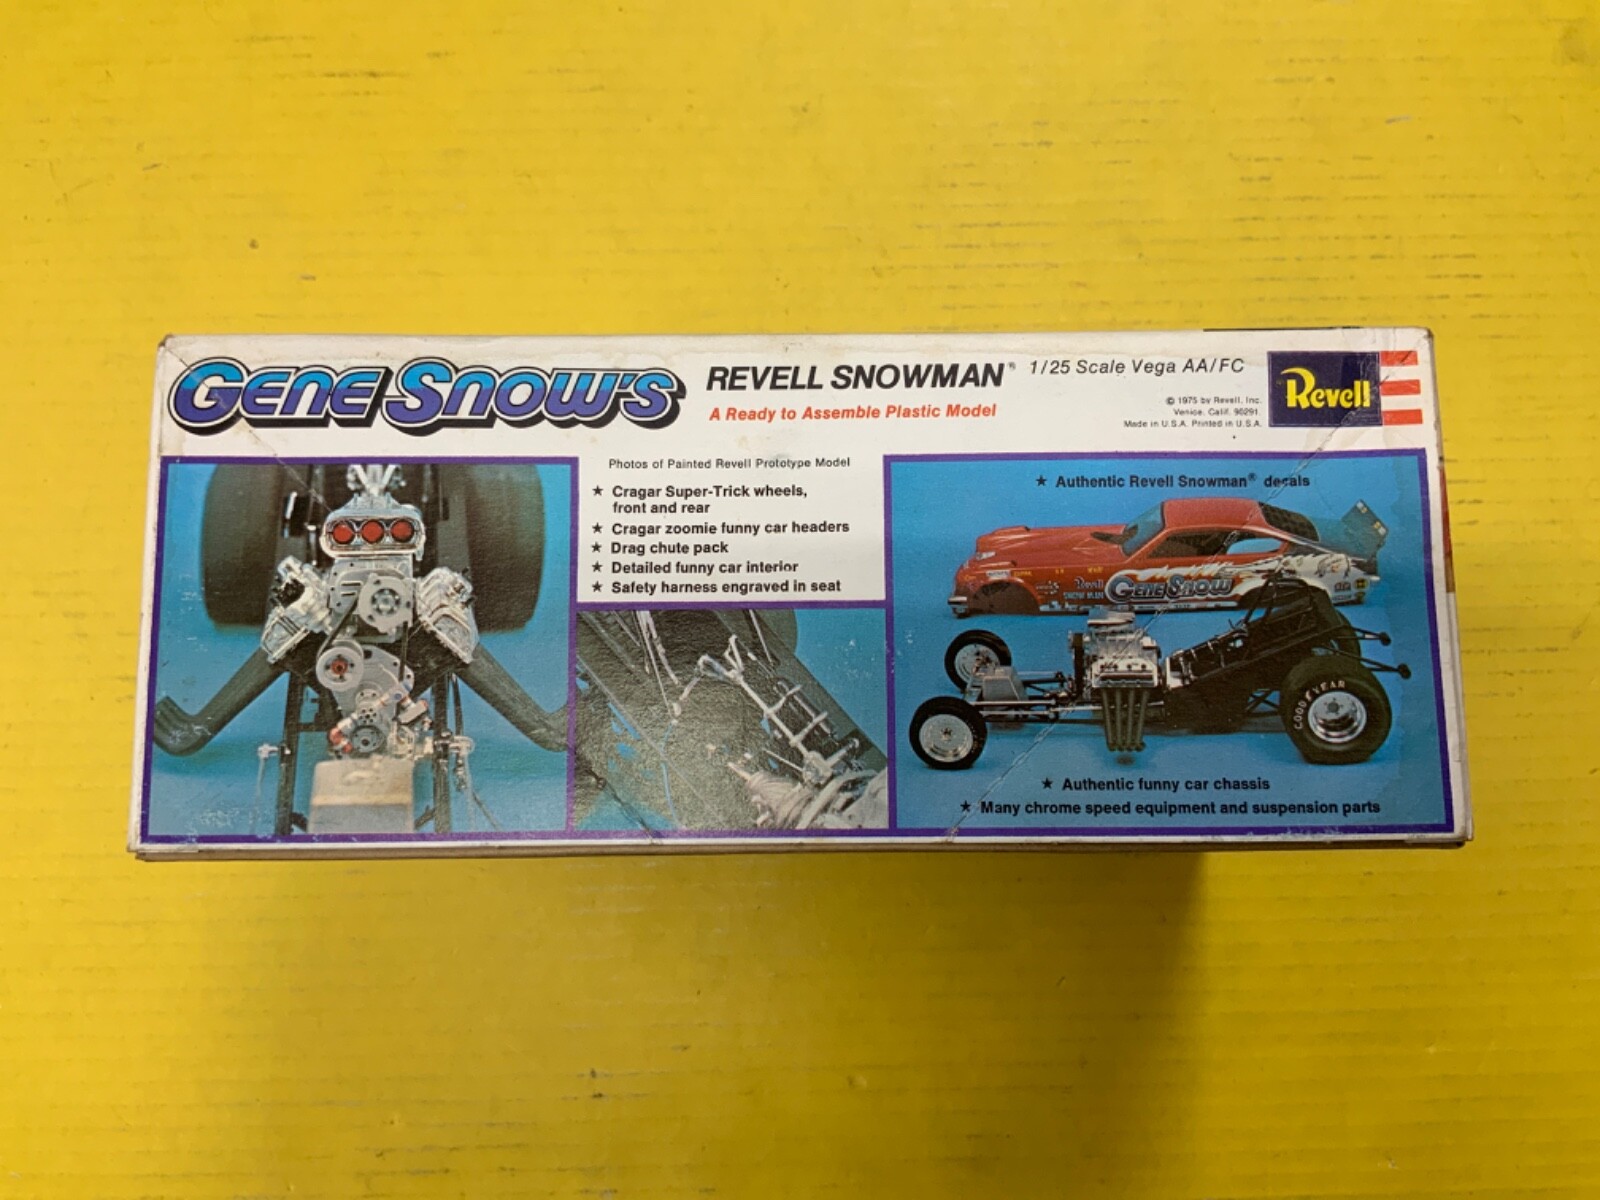 GENE SNOW'S
REVELL SNOWMAN®
1/25 Scale Vega AA/FC
A Ready to Assemble Plastic Model
© 1975 by Revell, Inc.
Venice, Calif. 90291.
Made in U.S.A. Printed in U.S.A.
Revell
Photos of Painted Revell Prototype Model
★ Cragar Super-Trick wheels,
front and rear
★ Cragar zoomie funny car headers
★ Drag chute pack
★ Detailed funny car interior
★ Safety harness engraved in seat
★ Authentic Revell Snowman® decals
Revell
SNOWMAN
GENE SNOW
GOODYEAR
★ Authentic funny car chassis
★ Many chrome speed equipment and suspension parts